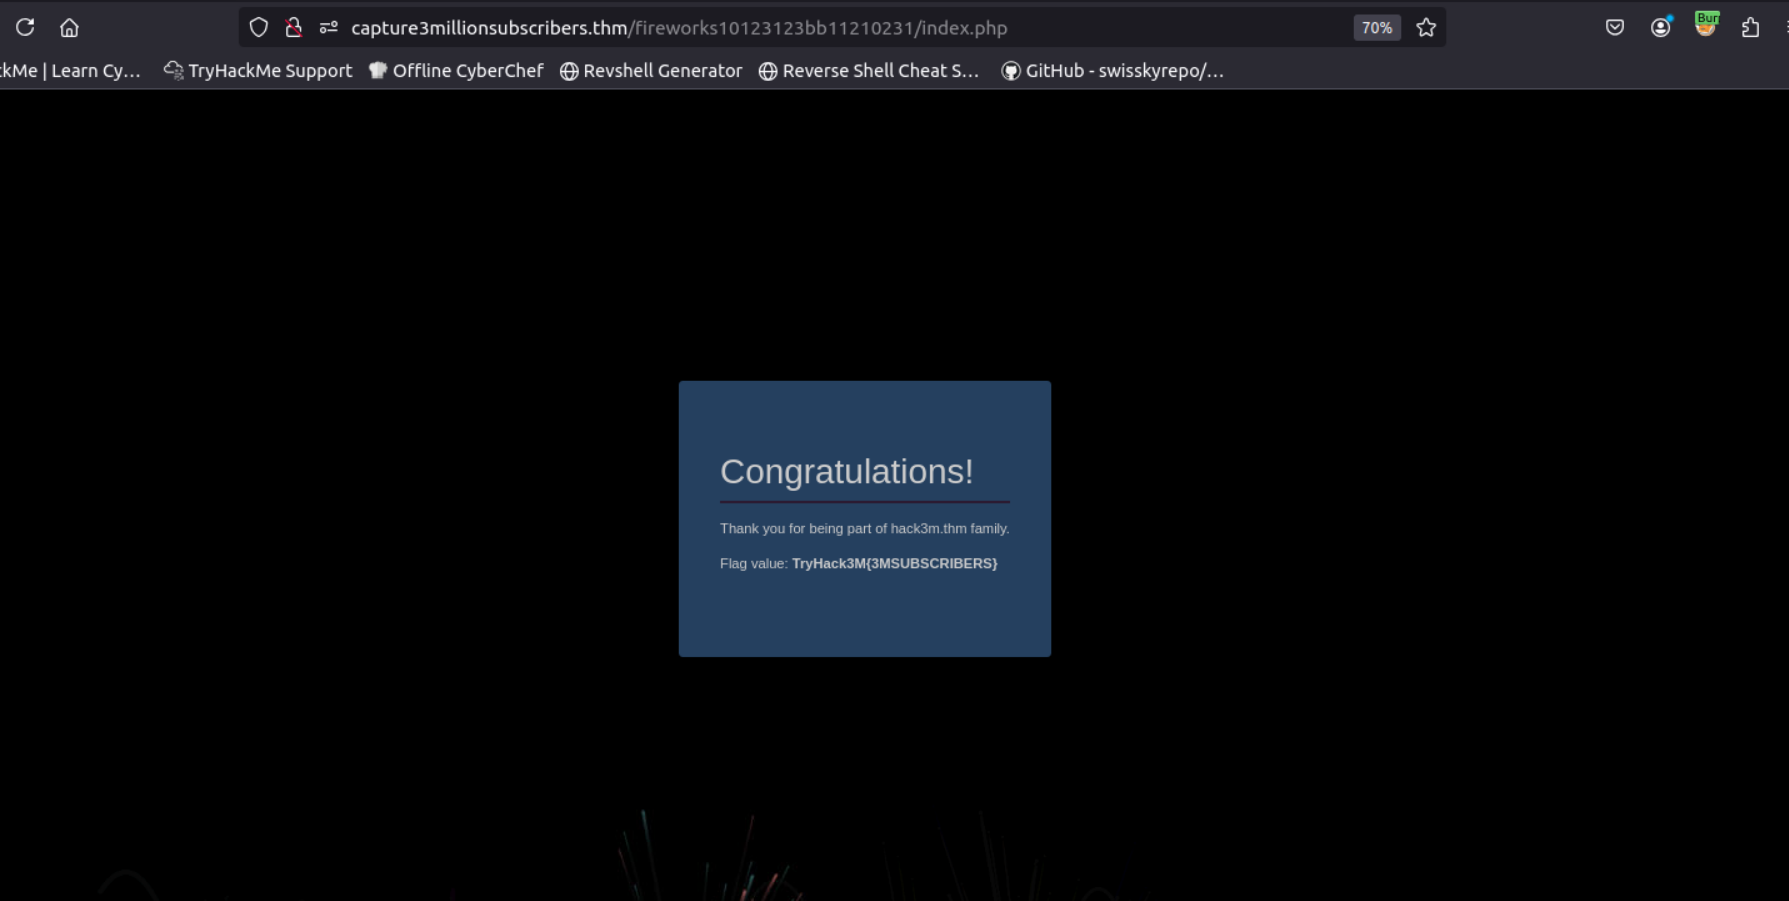 capture3millionsubscribers.thm/fireworks10123123bb11210231/index.php
70%
Bur
kMe | Learn Cy…
TryHackMe Support
Offline CyberChef
Revshell Generator
Reverse Shell Cheat S…
GitHub - swisskyrepo/…
Congratulations!
Thank you for being part of hack3m.thm family.
Flag value: TryHack3M{3MSUBSCRIBERS}